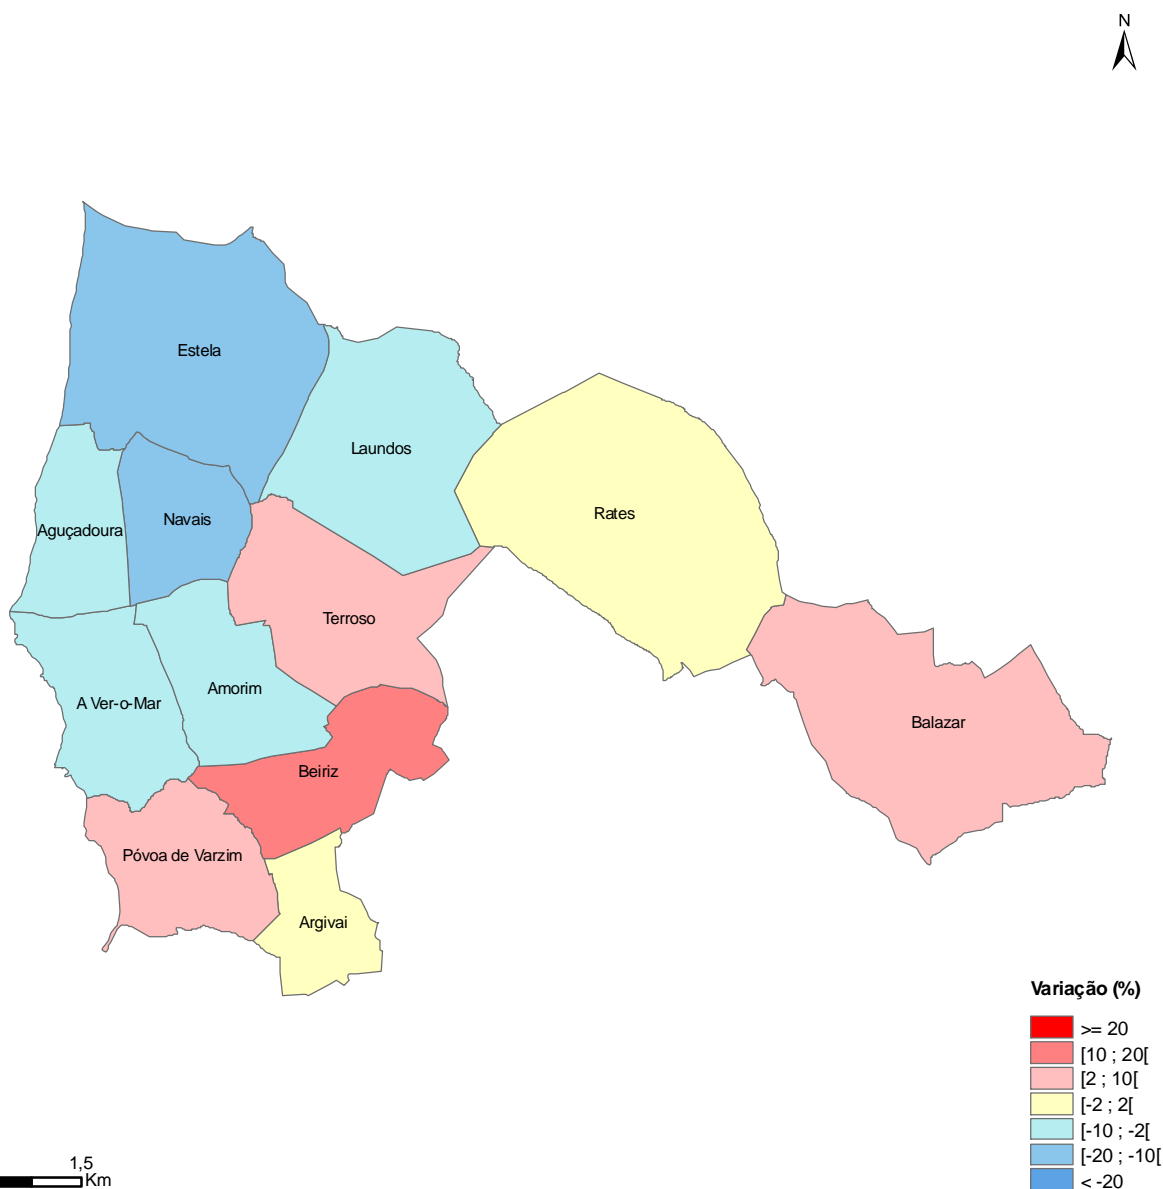 N
Estela
Laundos
Rates
Navais
Aguçadoura
Terroso
Amorim
A Ver-o-Mar
Balazar
Beiriz
Póvoa de Varzim
Argivai
Variação (%)
>= 20
[10 ; 20[
[2 ; 10[
[-2 ; 2[
[-10 ; -2[
[-20 ; -10[
< -20
1,5
Km